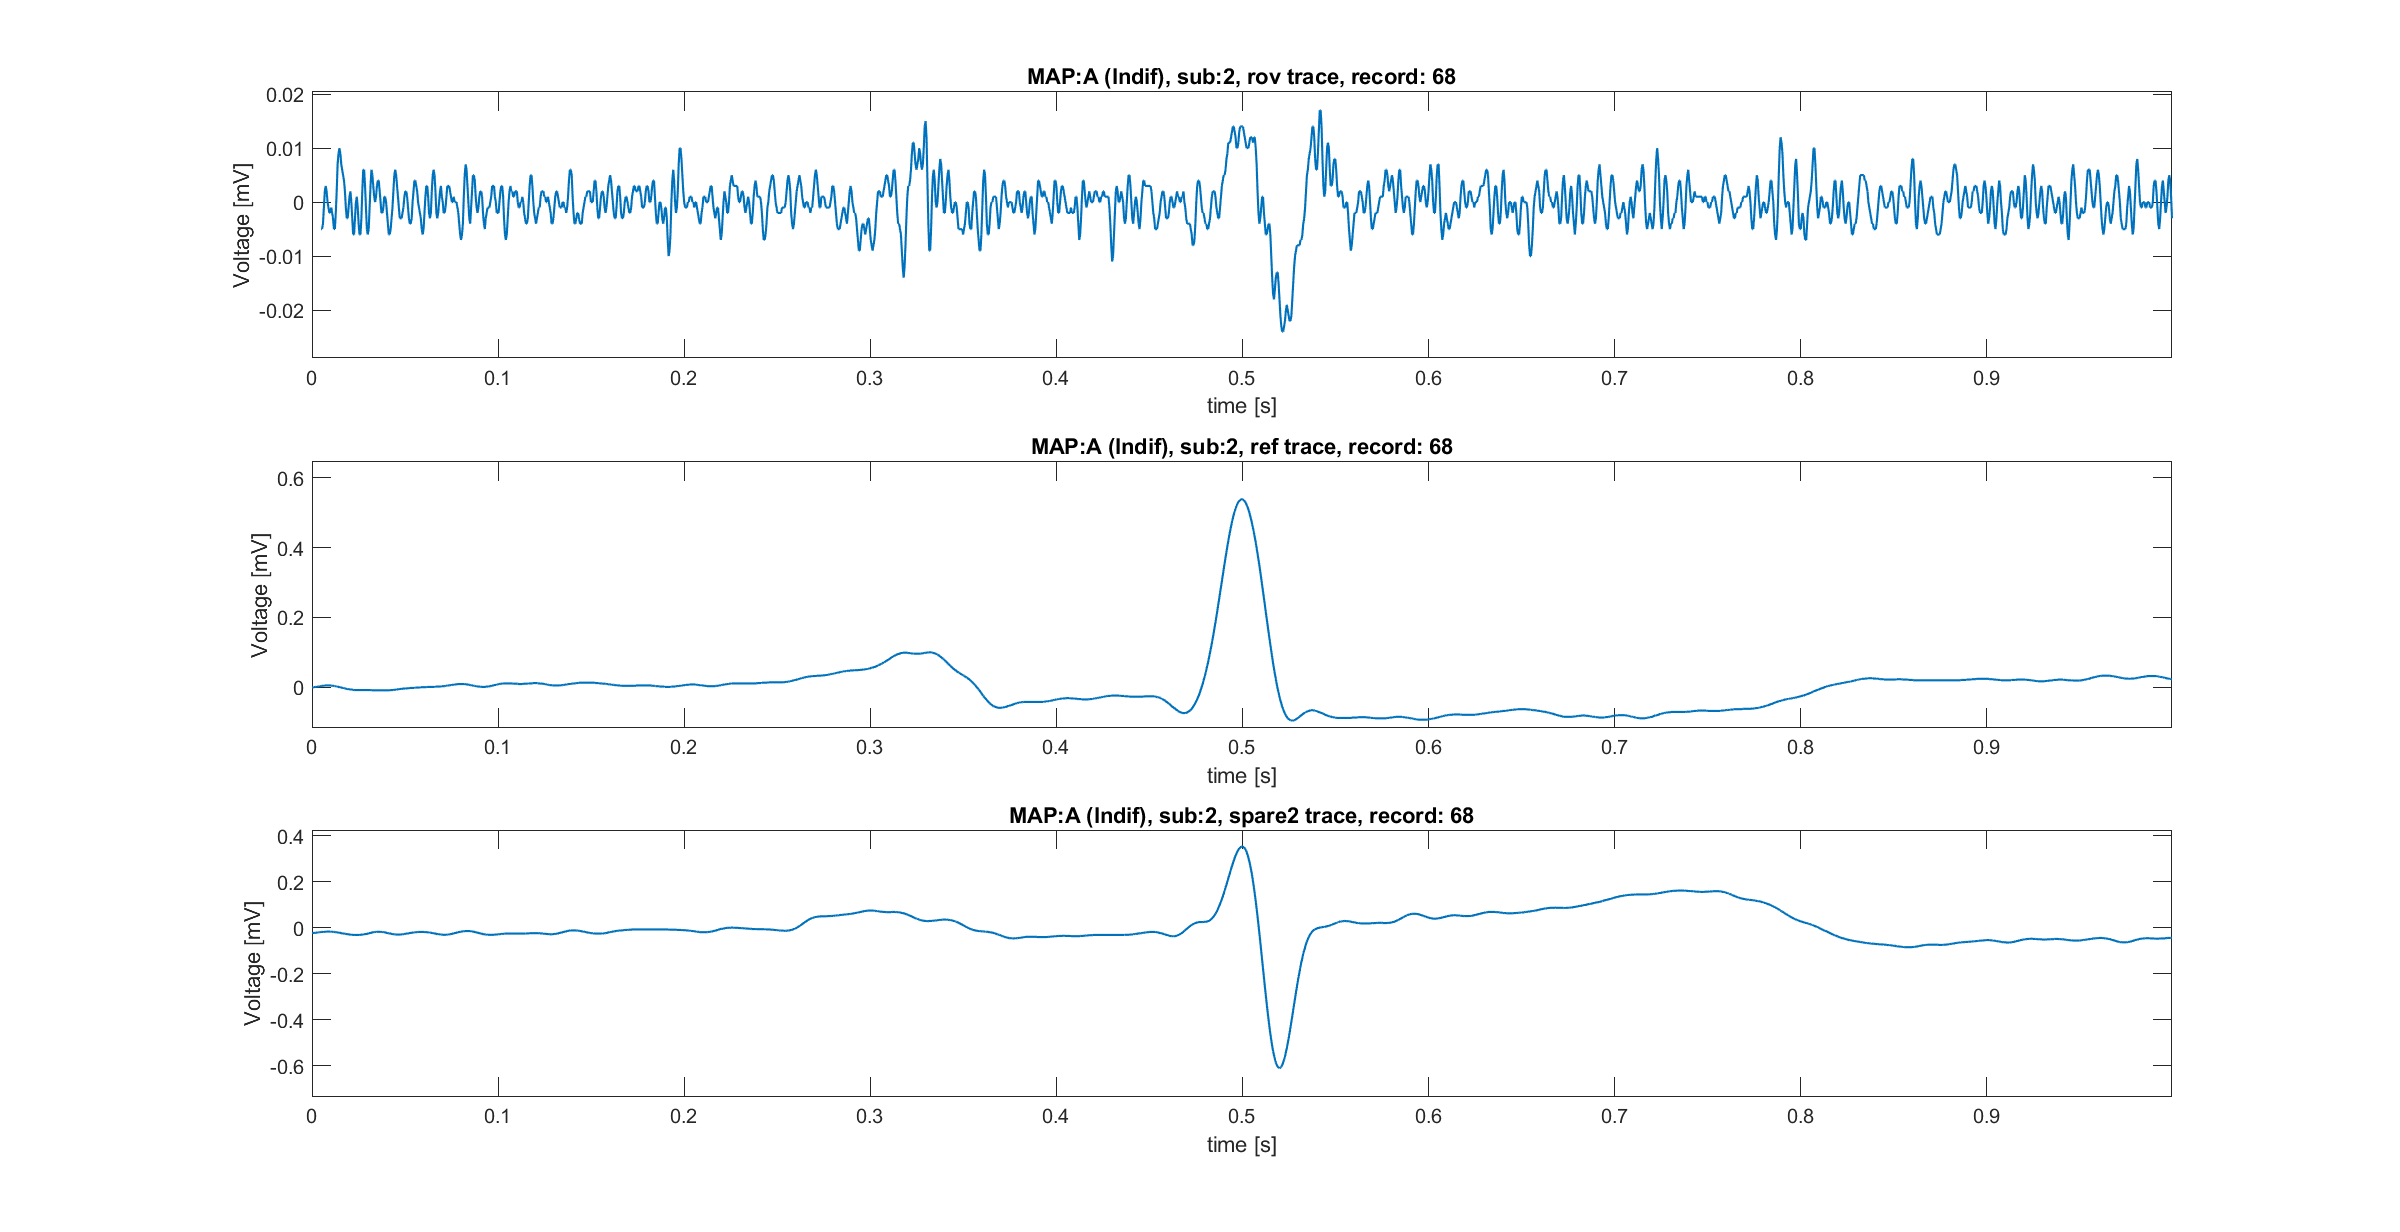 MAP:A (Indif), sub:2, rov trace, record: 68
0.02
0.01
0
-0.01
-0.02
Voltage [mV]
0 0.1 0.2 0.3 0.4 0.5 0.6 0.7 0.8 0.9
time [s]
MAP:A (Indif), sub:2, ref trace, record: 68
0.6
0.4
0.2
0
Voltage [mV]
0 0.1 0.2 0.3 0.4 0.5 0.6 0.7 0.8 0.9
time [s]
MAP:A (Indif), sub:2, spare2 trace, record: 68
0.4
0.2
0
-0.2
-0.4
-0.6
Voltage [mV]
0 0.1 0.2 0.3 0.4 0.5 0.6 0.7 0.8 0.9
time [s]